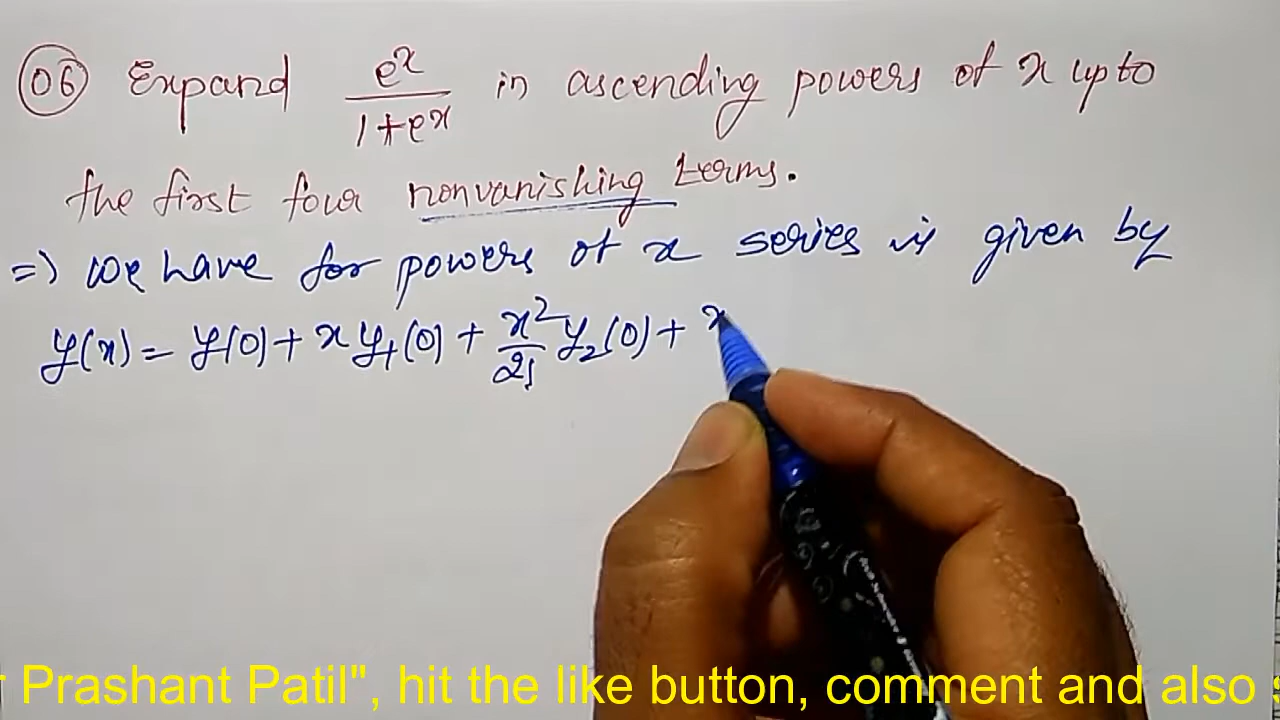 06 Expand e^x/(1+e^x) in ascending powers of x upto
the first four nonvanishing terms.
=> we have for powers of x series is given by
y(x) = y(0) + x y₁(0) + x²/2! y₂(0) + x
r Prashant Patil", hit the like button, comment and also s